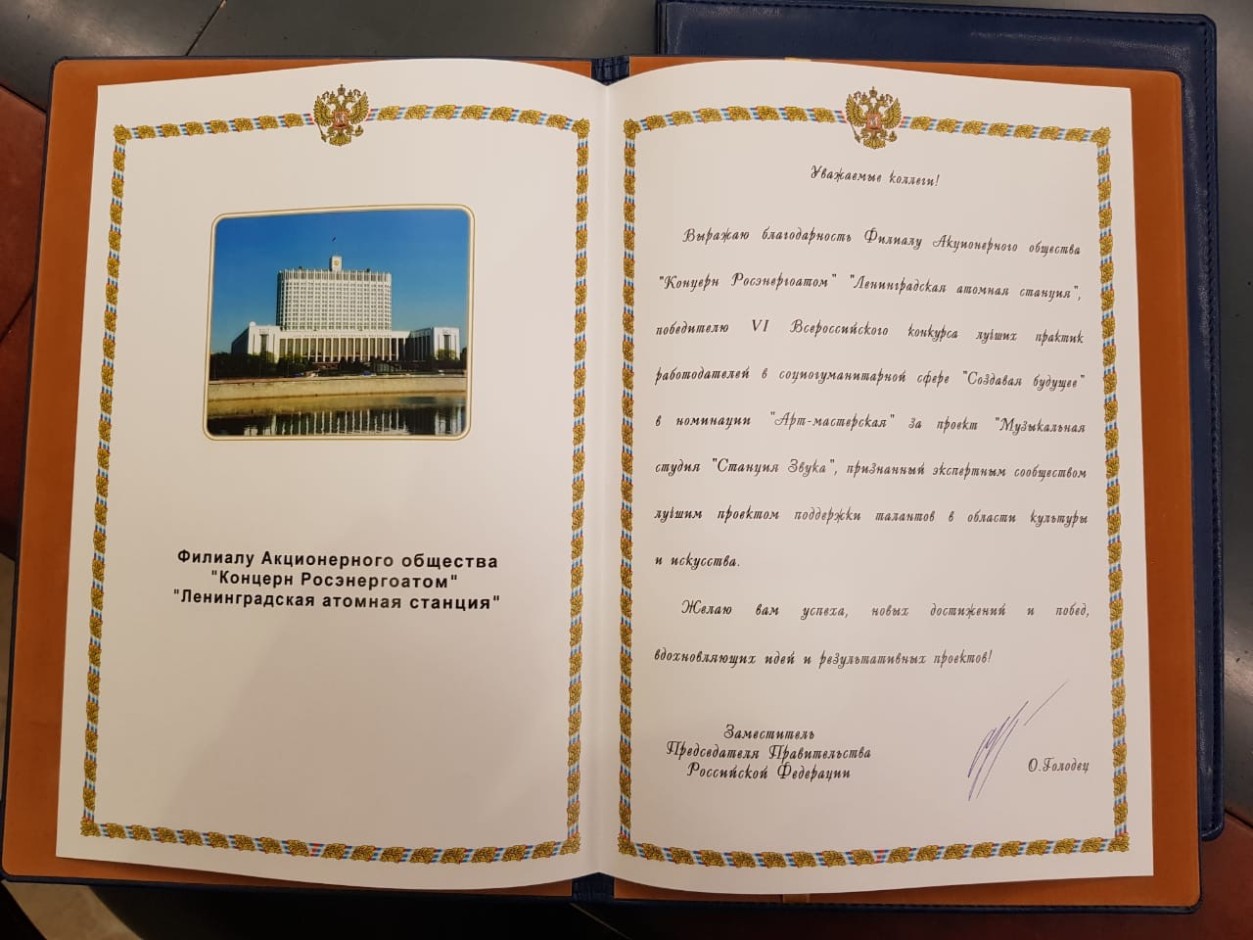 Филиалу Акционерного общества
"Концерн Росэнергоатом"
"Ленинградская атомная станция"
Уважаемые коллеги!
Выражаю благодарность Филиалу Акционерного общества
"Концерн Росэнергоатом" "Ленинградская атомная станция",
победителю VI Всероссийского конкурса лучших практик
работодателей в социогуманитарной сфере "Создавая будущее"
в номинации "Арт-мастерская" за проект "Музыкальная
студия "Станция Звука", признанный экспертным сообществом
лучшим проектом поддержки талантов в области культуры
и искусства.
Желаю вам успеха, новых достижений и побед,
вдохновляющих идей и результативных проектов!
Заместитель
Председателя Правительства
Российской Федерации
О.Голодец